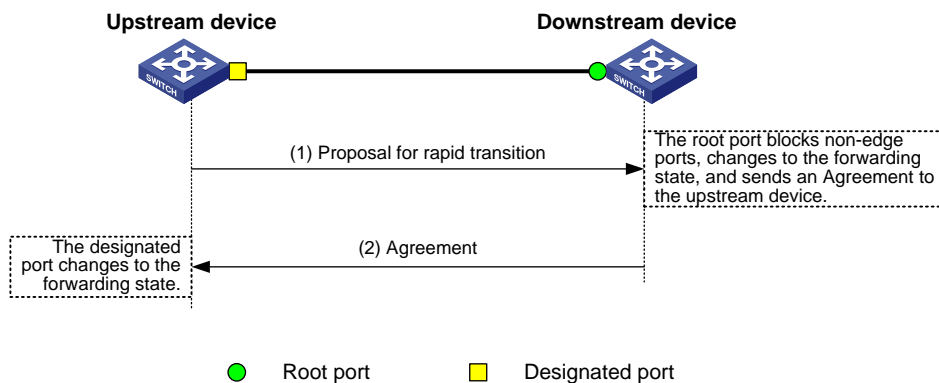 Upstream device
Downstream device
SWITCH
SWITCH
(1) Proposal for rapid transition
The root port blocks non-edge
ports, changes to the forwarding
state, and sends an Agreement to
the upstream device.
The designated
port changes to the
forwarding state.
(2) Agreement
Root port
Designated port